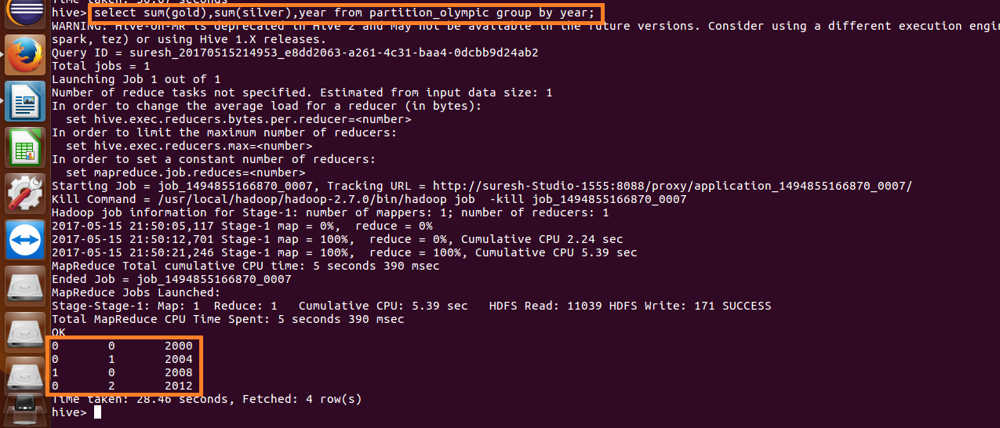 Time taken: 30.07 seconds
hive> select sum(gold),sum(silver),year from partition_olympic group by year;
WARNING: Hive-on-MR is deprecated in Hive 2 and may not be available in the future versions. Consider using a different execution engin
spark, tez) or using Hive 1.X releases.
Query ID = suresh_20170515214953_e8dd2063-a261-4c31-baa4-0dcbb9d24ab2
Total jobs = 1
Launching Job 1 out of 1
Number of reduce tasks not specified. Estimated from input data size: 1
In order to change the average load for a reducer (in bytes):
  set hive.exec.reducers.bytes.per.reducer=<number>
In order to limit the maximum number of reducers:
  set hive.exec.reducers.max=<number>
In order to set a constant number of reducers:
  set mapreduce.job.reduces=<number>
Starting Job = job_1494855166870_0007, Tracking URL = http://suresh-Studio-1555:8088/proxy/application_1494855166870_0007/
Kill Command = /usr/local/hadoop/hadoop-2.7.0/bin/hadoop job  -kill job_1494855166870_0007
Hadoop job information for Stage-1: number of mappers: 1; number of reducers: 1
2017-05-15 21:50:05,117 Stage-1 map = 0%,  reduce = 0%
2017-05-15 21:50:12,701 Stage-1 map = 100%,  reduce = 0%, Cumulative CPU 2.24 sec
2017-05-15 21:50:21,246 Stage-1 map = 100%,  reduce = 100%, Cumulative CPU 5.39 sec
MapReduce Total cumulative CPU time: 5 seconds 390 msec
Ended Job = job_1494855166870_0007
MapReduce Jobs Launched:
Stage-Stage-1: Map: 1  Reduce: 1   Cumulative CPU: 5.39 sec   HDFS Read: 11039 HDFS Write: 171 SUCCESS
Total MapReduce CPU Time Spent: 5 seconds 390 msec
OK
0       0       2000
0       1       2004
1       0       2008
0       2       2012
Time taken: 28.46 seconds, Fetched: 4 row(s)
hive>